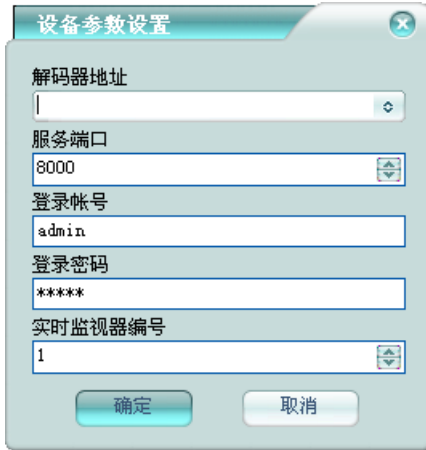 设备参数设置
解码器地址
服务端口
8000
登录帐号
admin
登录密码
*****
实时监视器编号
1
确定 取消